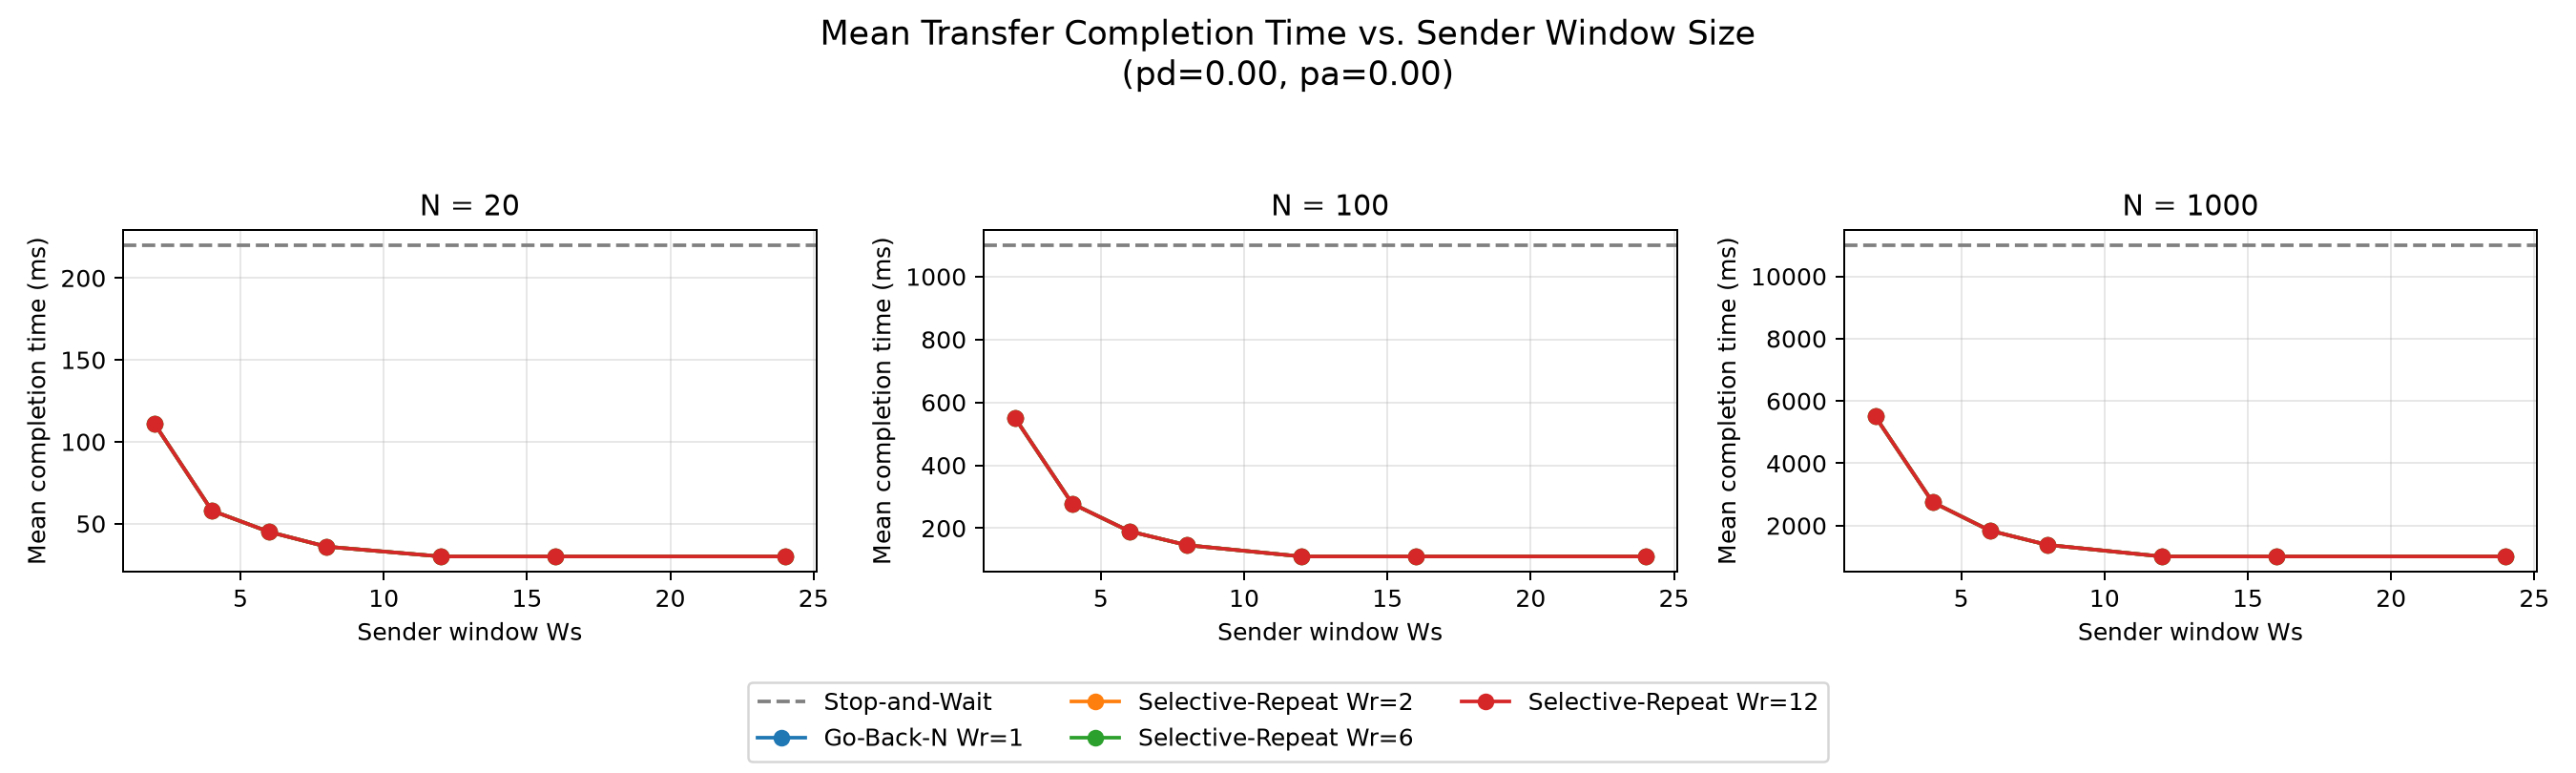 Mean Transfer Completion Time vs. Sender Window Size
(pd=0.00, pa=0.00)
N = 20
Mean completion time (ms)
200
150
100
50
5 10 15 20 25
Sender window Ws
N = 100
Mean completion time (ms)
1000
800
600
400
200
5 10 15 20 25
Sender window Ws
N = 1000
Mean completion time (ms)
10000
8000
6000
4000
2000
5 10 15 20 25
Sender window Ws
Stop-and-Wait
Go-Back-N Wr=1
Selective-Repeat Wr=2
Selective-Repeat Wr=6
Selective-Repeat Wr=12